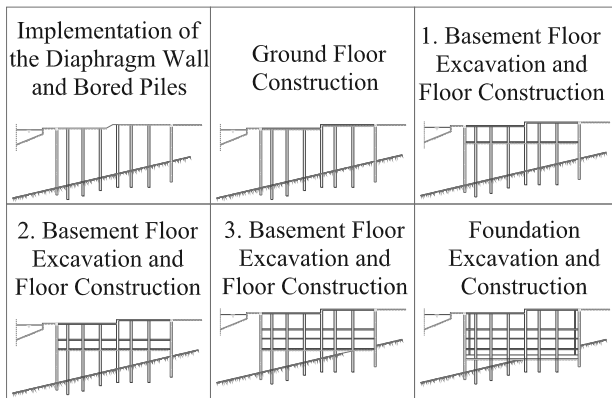 Implementation of
the Diaphragm Wall
and Bored Piles
Ground Floor
Construction
1. Basement Floor
Excavation and
Floor Construction
2. Basement Floor
Excavation and
Floor Construction
3. Basement Floor
Excavation and
Floor Construction
Foundation
Excavation and
Construction